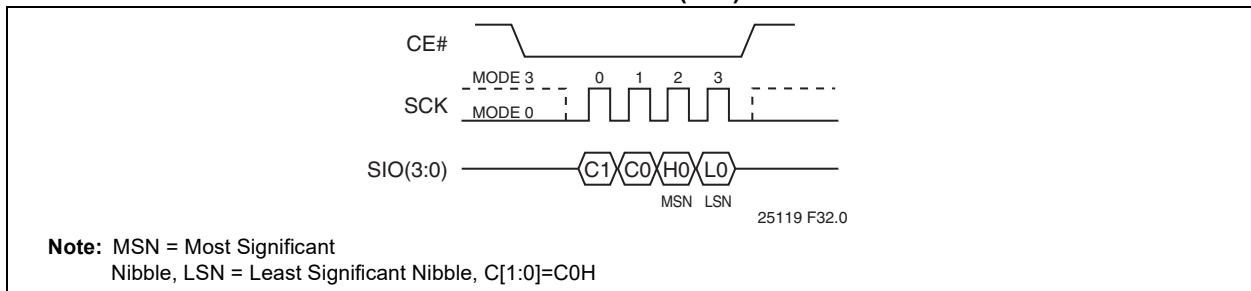 CE#
MODE 3 0 1 2 3
SCK
MODE 0
SIO(3:0) C1 C0 H0 L0
MSN LSN
25119 F32.0
Note: MSN = Most Significant
Nibble, LSN = Least Significant Nibble, C[1:0]=C0H